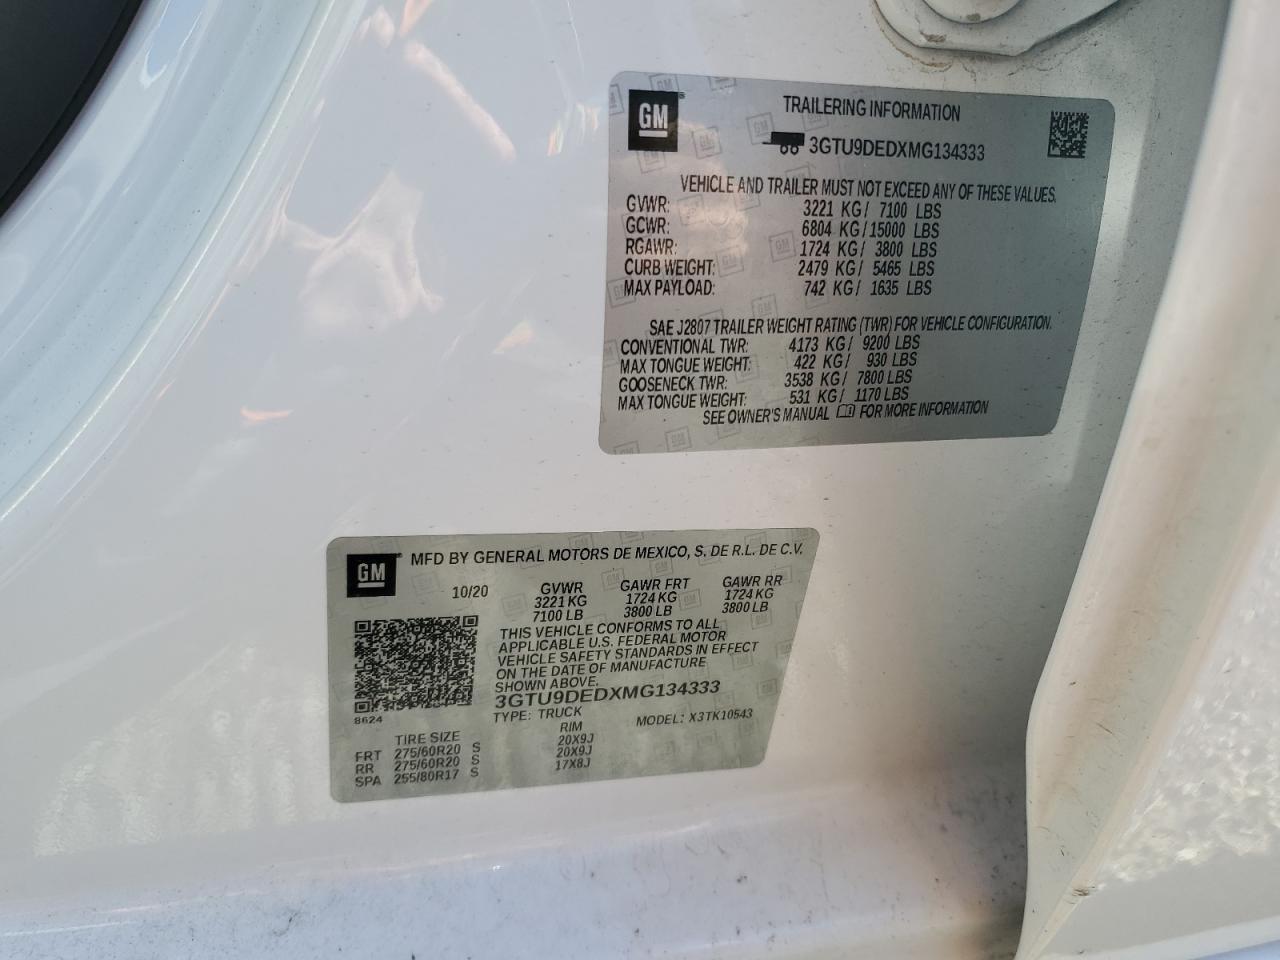 GM
TRAILERING INFORMATION
3GTU9DEDXMG134333
VEHICLE AND TRAILER MUST NOT EXCEED ANY OF THESE VALUES.
GVWR: 3221 KG/ 7100 LBS
GCWR: 6804 KG/15000 LBS
RGAWR: 1724 KG/ 3800 LBS
CURB WEIGHT: 2479 KG/ 5465 LBS
MAX PAYLOAD: 742 KG/ 1635 LBS
SAE J2807 TRAILER WEIGHT RATING (TWR) FOR VEHICLE CONFIGURATION.
CONVENTIONAL TWR: 4173 KG/ 9200 LBS
MAX TONGUE WEIGHT: 422 KG/ 930 LBS
GOOSENECK TWR: 3538 KG/ 7800 LBS
MAX TONGUE WEIGHT: 531 KG/ 1170 LBS
SEE OWNER'S MANUAL FOR MORE INFORMATION
GM
MFD BY GENERAL MOTORS DE MEXICO, S. DE R.L. DE C.V.
10/20 GVWR GAWR FRT GAWR RR
3221 KG 1724 KG 1724 KG
7100 LB 3800 LB 3800 LB
THIS VEHICLE CONFORMS TO ALL
APPLICABLE U.S. FEDERAL MOTOR
VEHICLE SAFETY STANDARDS IN EFFECT
ON THE DATE OF MANUFACTURE
SHOWN ABOVE.
3GTU9DEDXMG134333
8624 TYPE: TRUCK MODEL: X3TK10543
TIRE SIZE RIM
FRT 275/60R20 S 20X9J
RR 275/60R20 S 20X9J
SPA 255/80R17 S 17X8J